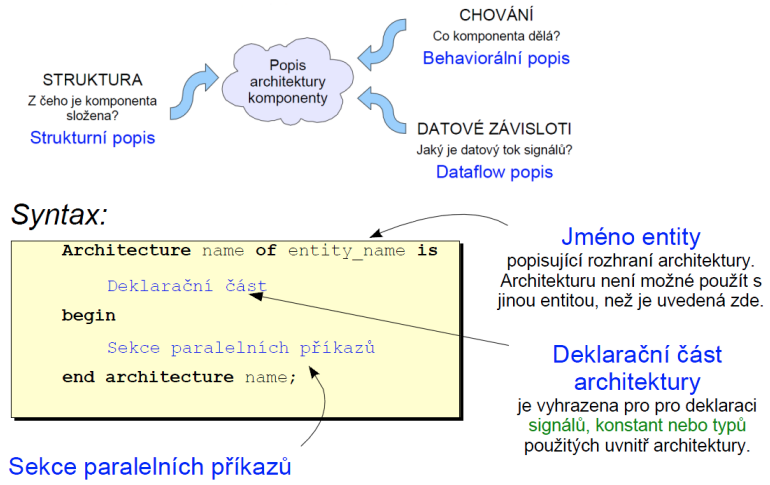 CHOVÁNÍ
Co komponenta dělá?
Behaviorální popis
STRUKTURA
Z čeho je komponenta
složena?
Strukturní popis
Popis
architektury
komponenty
DATOVÉ ZÁVISLOTI
Jaký je datový tok signálů?
Dataflow popis
Syntax:
Architecture name of entity_name is
Deklarační část
begin
Sekce paralelních příkazů
end architecture name;
Jméno entity
popisující rozhraní architektury.
Architekturu není možné použít s
jinou entitou, než je uvedená zde.
Deklarační část
architektury
je vyhrazena pro pro deklaraci
signálů, konstant nebo typů
použitých uvnitř architektury.
Sekce paralelních příkazů